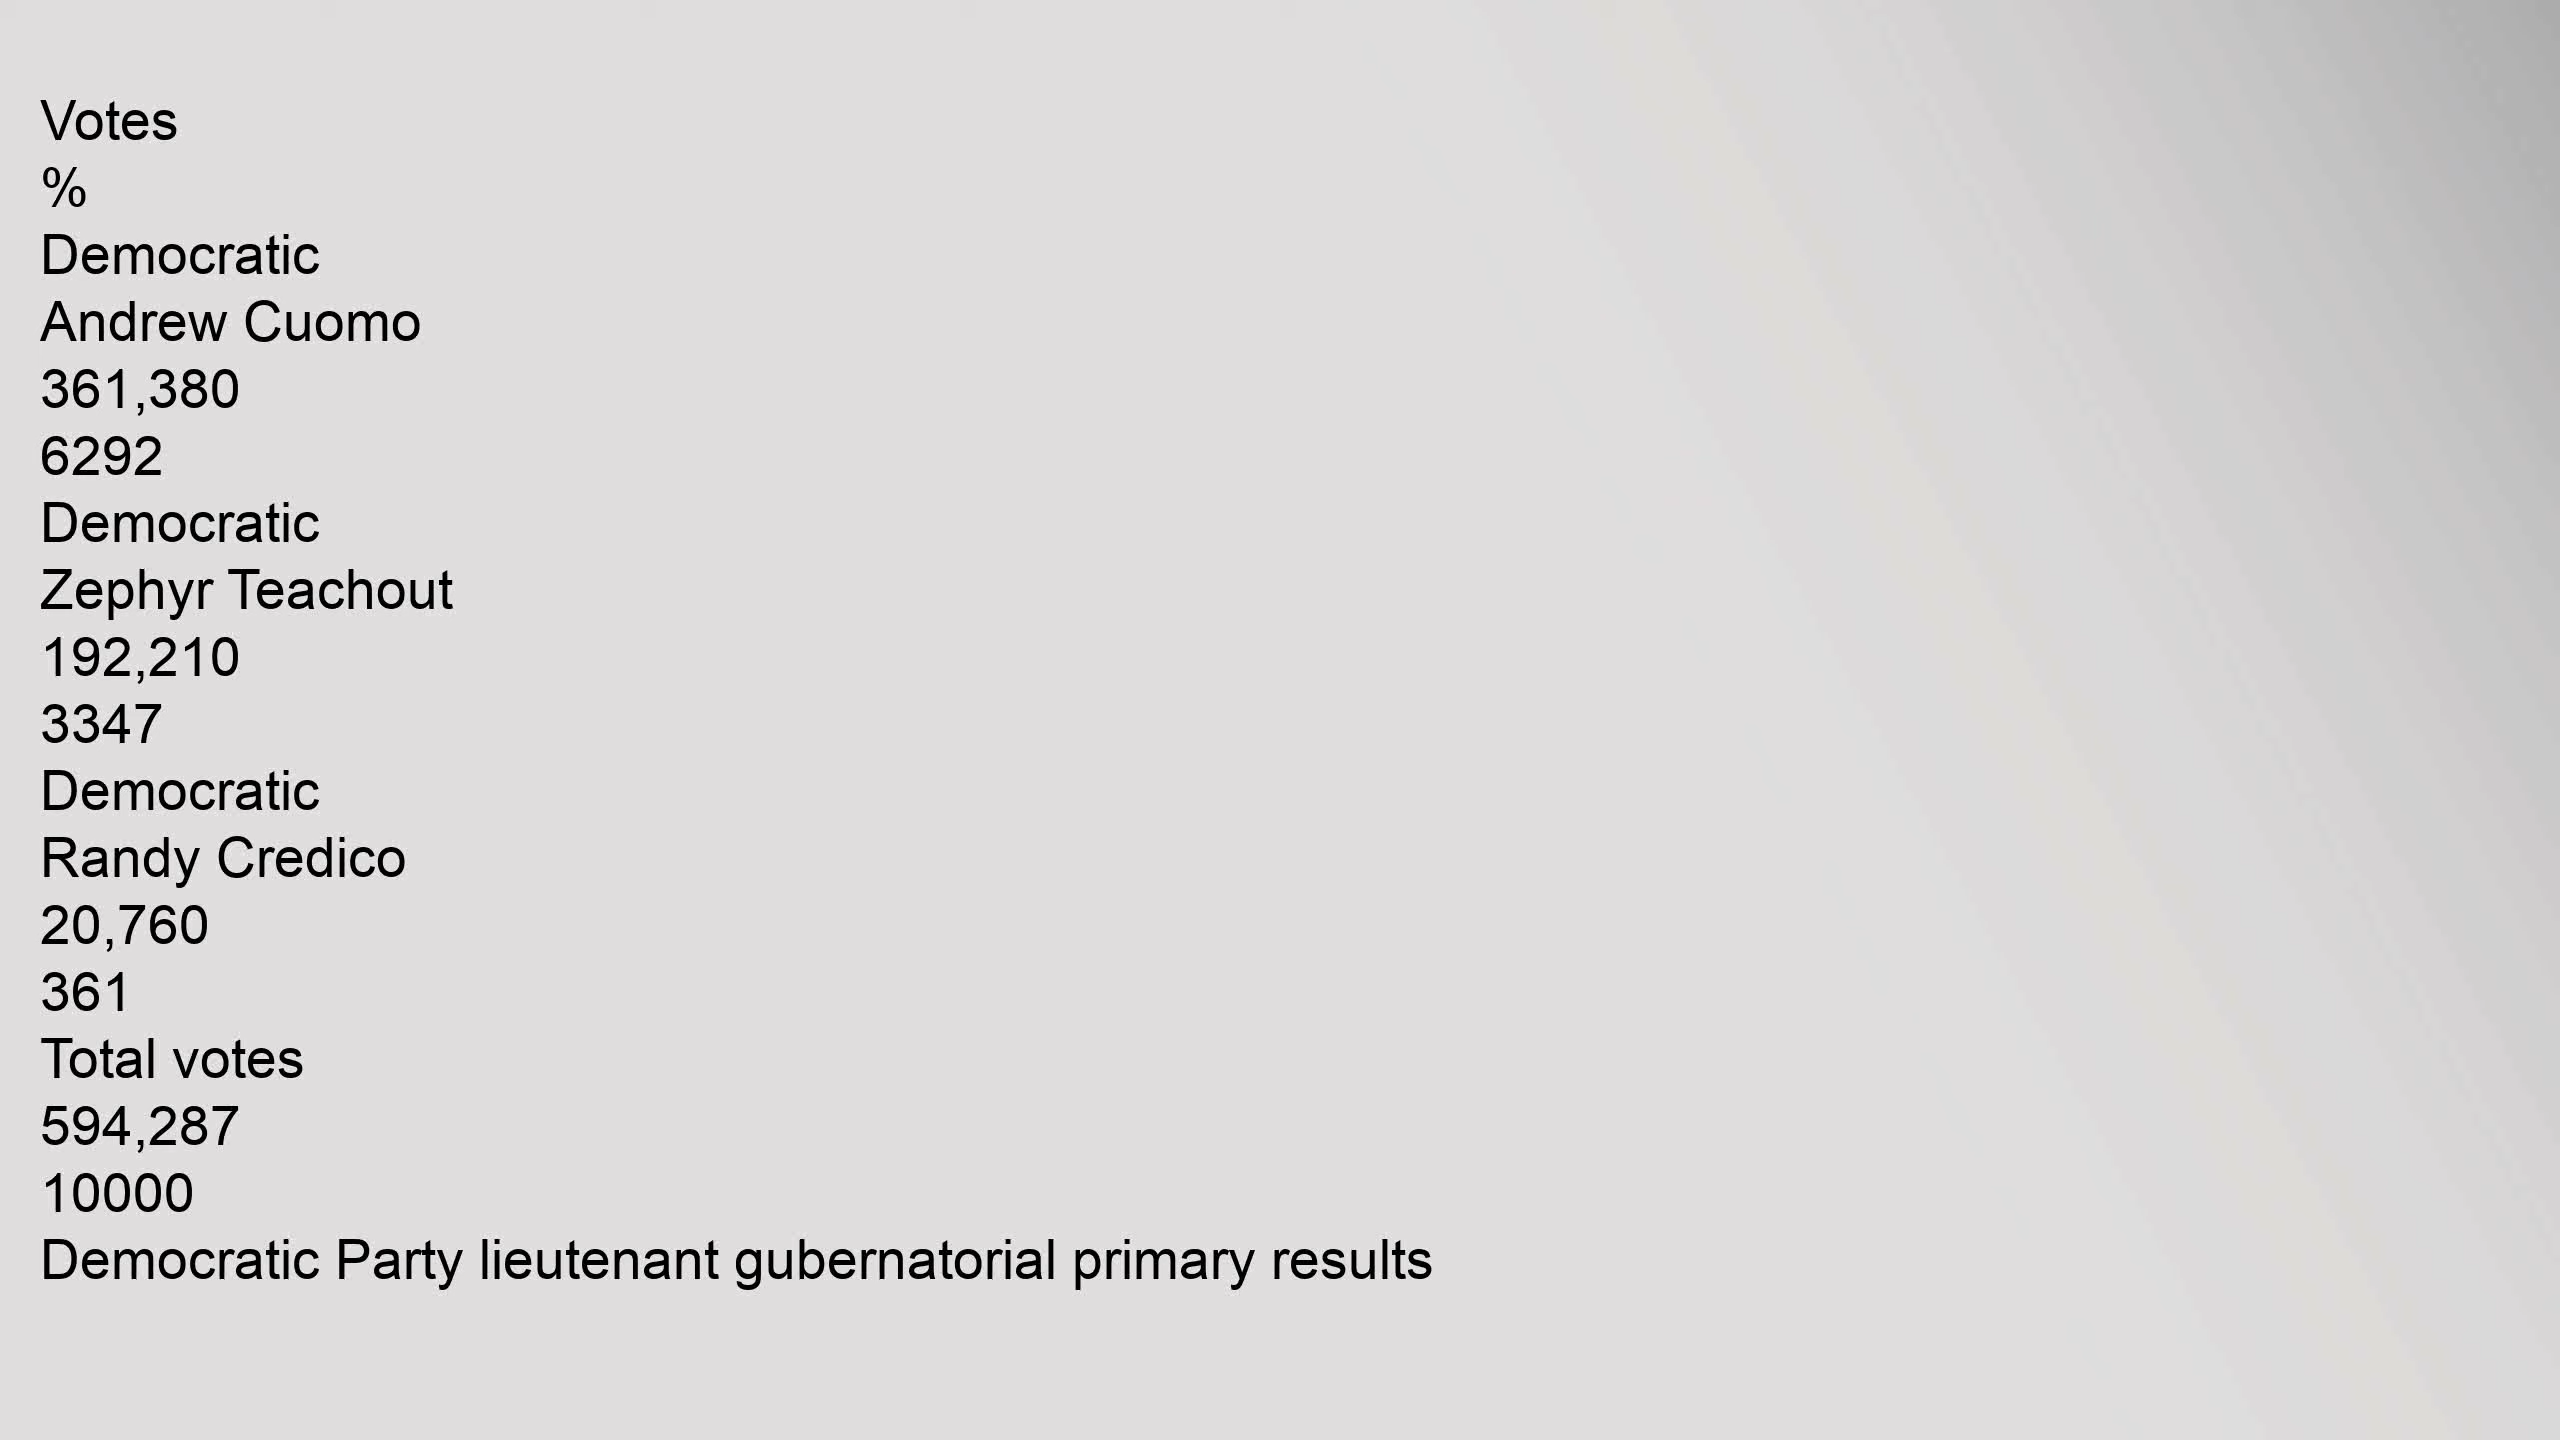 Votes
%
Democratic
Andrew Cuomo
361,380
6292
Democratic
Zephyr Teachout
192,210
3347
Democratic
Randy Credico
20,760
361
Total votes
594,287
10000
Democratic Party lieutenant gubernatorial primary results